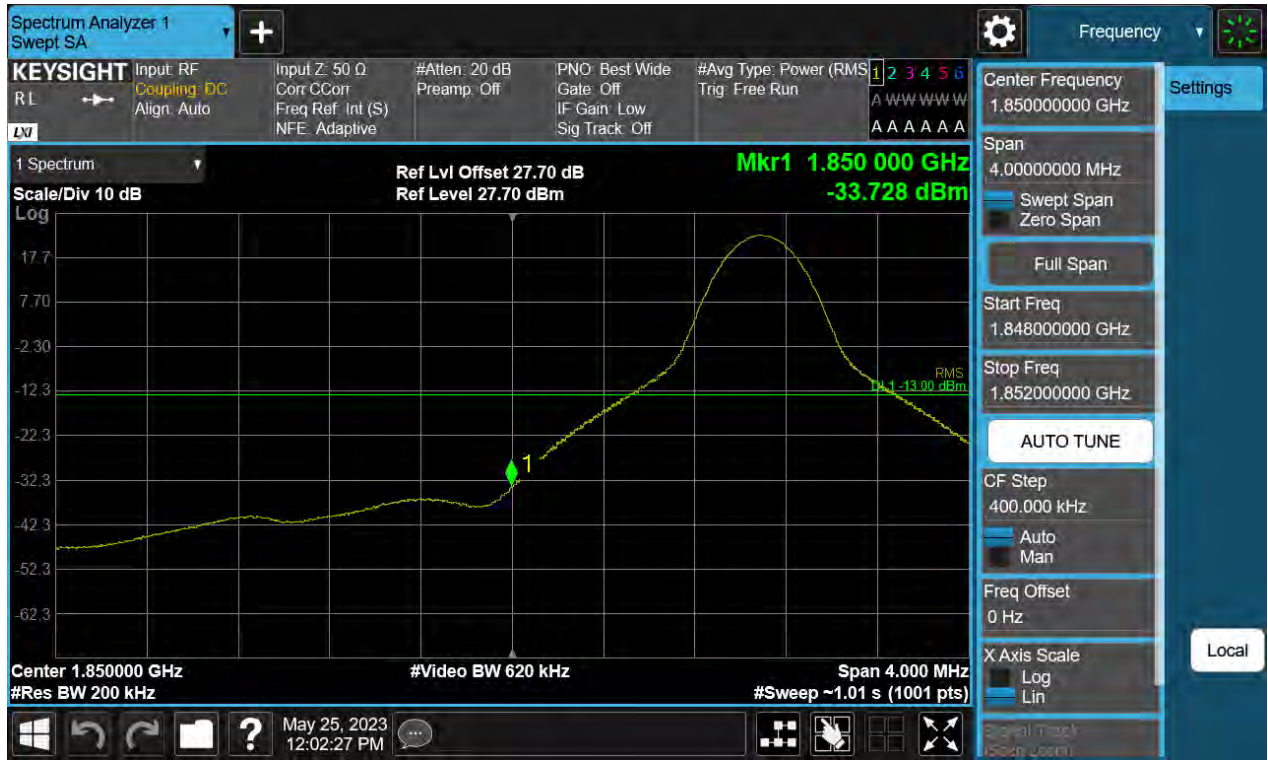 Spectrum Analyzer 1
Swept SA
Frequency
KEYSIGHT
RL
LXI
Input: RF
Coupling: DC
Align: Auto
Input Z: 50 Ω
Corr CCorr
Freq Ref: Int (S)
NFE: Adaptive
#Atten: 20 dB
Preamp: Off
PNO: Best Wide
Gate: Off
IF Gain: Low
Sig Track: Off
#Avg Type: Power (RMS
Trig: Free Run
1 2 3 4 5 6
A W W W W W
A A A A A A
1 Spectrum
Scale/Div 10 dB
Log
Ref Lvl Offset 27.70 dB
Ref Level 27.70 dBm
Mkr1 1.850 000 GHz
-33.728 dBm
17.7
7.70
-2.30
-12.3
-22.3
-32.3
-42.3
-52.3
-62.3
RMS
DL1 -13.00 dBm
1
Center 1.850000 GHz
#Res BW 200 kHz
#Video BW 620 kHz
Span 4.000 MHz
#Sweep ~1.01 s (1001 pts)
Center Frequency
1.850000000 GHz
Span
4.00000000 MHz
Swept Span
Zero Span
Full Span
Start Freq
1.848000000 GHz
Stop Freq
1.852000000 GHz
AUTO TUNE
CF Step
400.000 kHz
Auto
Man
Freq Offset
0 Hz
X Axis Scale
Log
Lin
Signal Track
(Span Zoom)
Settings
Local
?
May 25, 2023
12:02:27 PM